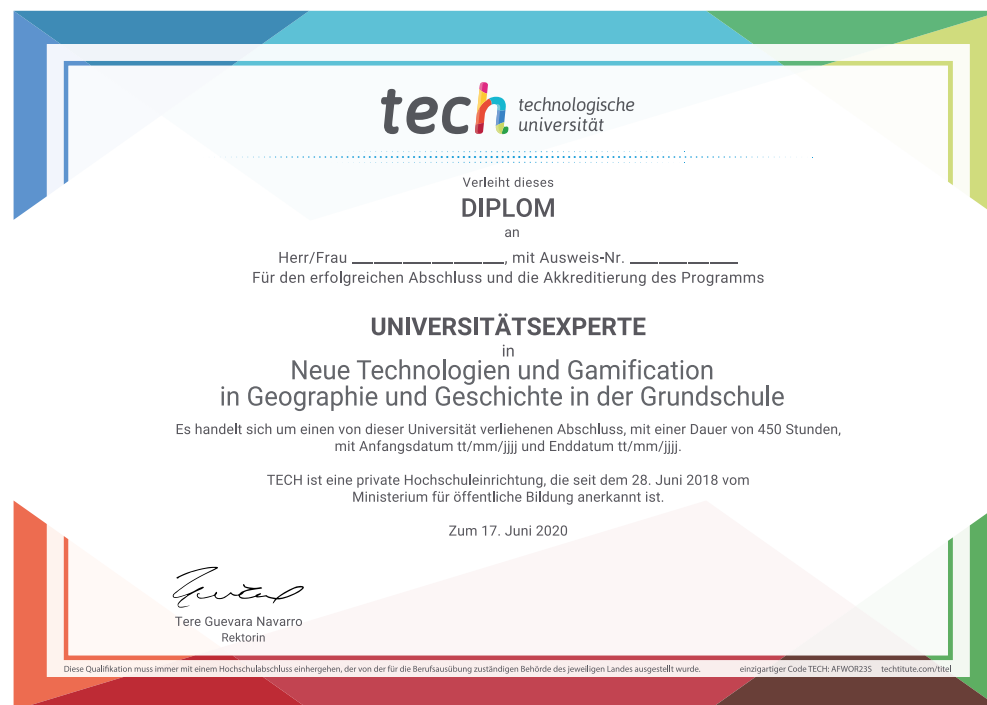 tech technologische
universität
Verleiht dieses
DIPLOM
an
Herr/Frau ________________, mit Ausweis-Nr. ____________
Für den erfolgreichen Abschluss und die Akkreditierung des Programms
UNIVERSITÄTSEXPERTE
in
Neue Technologien und Gamification
in Geographie und Geschichte in der Grundschule
Es handelt sich um einen von dieser Universität verliehenen Abschluss, mit einer Dauer von 450 Stunden,
mit Anfangsdatum tt/mm/jjjj und Enddatum tt/mm/jjjj.
TECH ist eine private Hochschuleinrichtung, die seit dem 28. Juni 2018 vom
Ministerium für öffentliche Bildung anerkannt ist.
Zum 17. Juni 2020
Tere Guevara Navarro
Rektorin
Diese Qualifikation muss immer mit einem Hochschulabschluss einhergehen, der von der für die Berufsausübung zuständigen Behörde des jeweiligen Landes ausgestellt wurde. einzigartiger Code TECH: AFWOR23S techtitute.com/titel